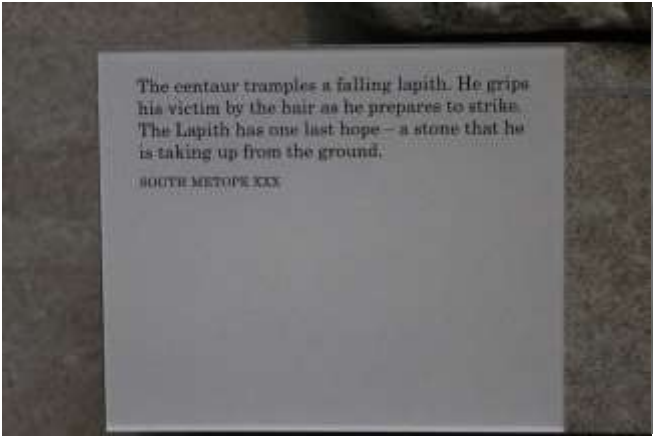 The centaur tramples a falling lapith. He grips
his victim by the hair as he prepares to strike.
The Lapith has one last hope – a stone that he
is taking up from the ground.
SOUTH METOPE XXX